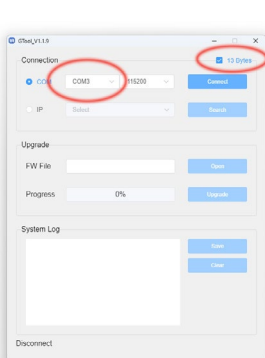 GTool_V1.1.9
Connection
13 Bytes
COM
COM3
115200
Connect
IP
Select
Search
Upgrade
FW File
Open
Progress
0%
Upgrade
System Log
Save
Clear
Disconnect